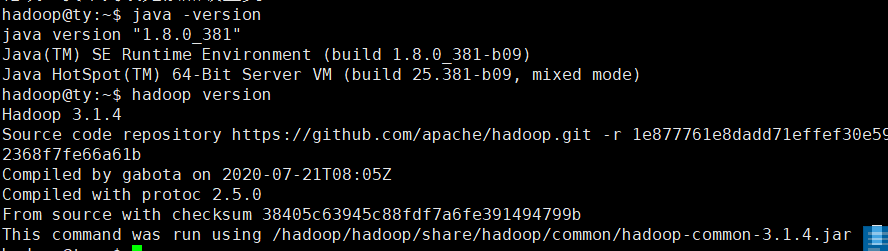 hadoop@ty:~$ java -version
java version "1.8.0_381"
Java(TM) SE Runtime Environment (build 1.8.0_381-b09)
Java HotSpot(TM) 64-Bit Server VM (build 25.381-b09, mixed mode)
hadoop@ty:~$ hadoop version
Hadoop 3.1.4
Source code repository https://github.com/apache/hadoop.git -r 1e877761e8dadd71effef30e59
2368f7fe66a61b
Compiled by gabota on 2020-07-21T08:05Z
Compiled with protoc 2.5.0
From source with checksum 38405c63945c88fdf7a6fe391494799b
This command was run using /hadoop/hadoop/share/hadoop/common/hadoop-common-3.1.4.jar